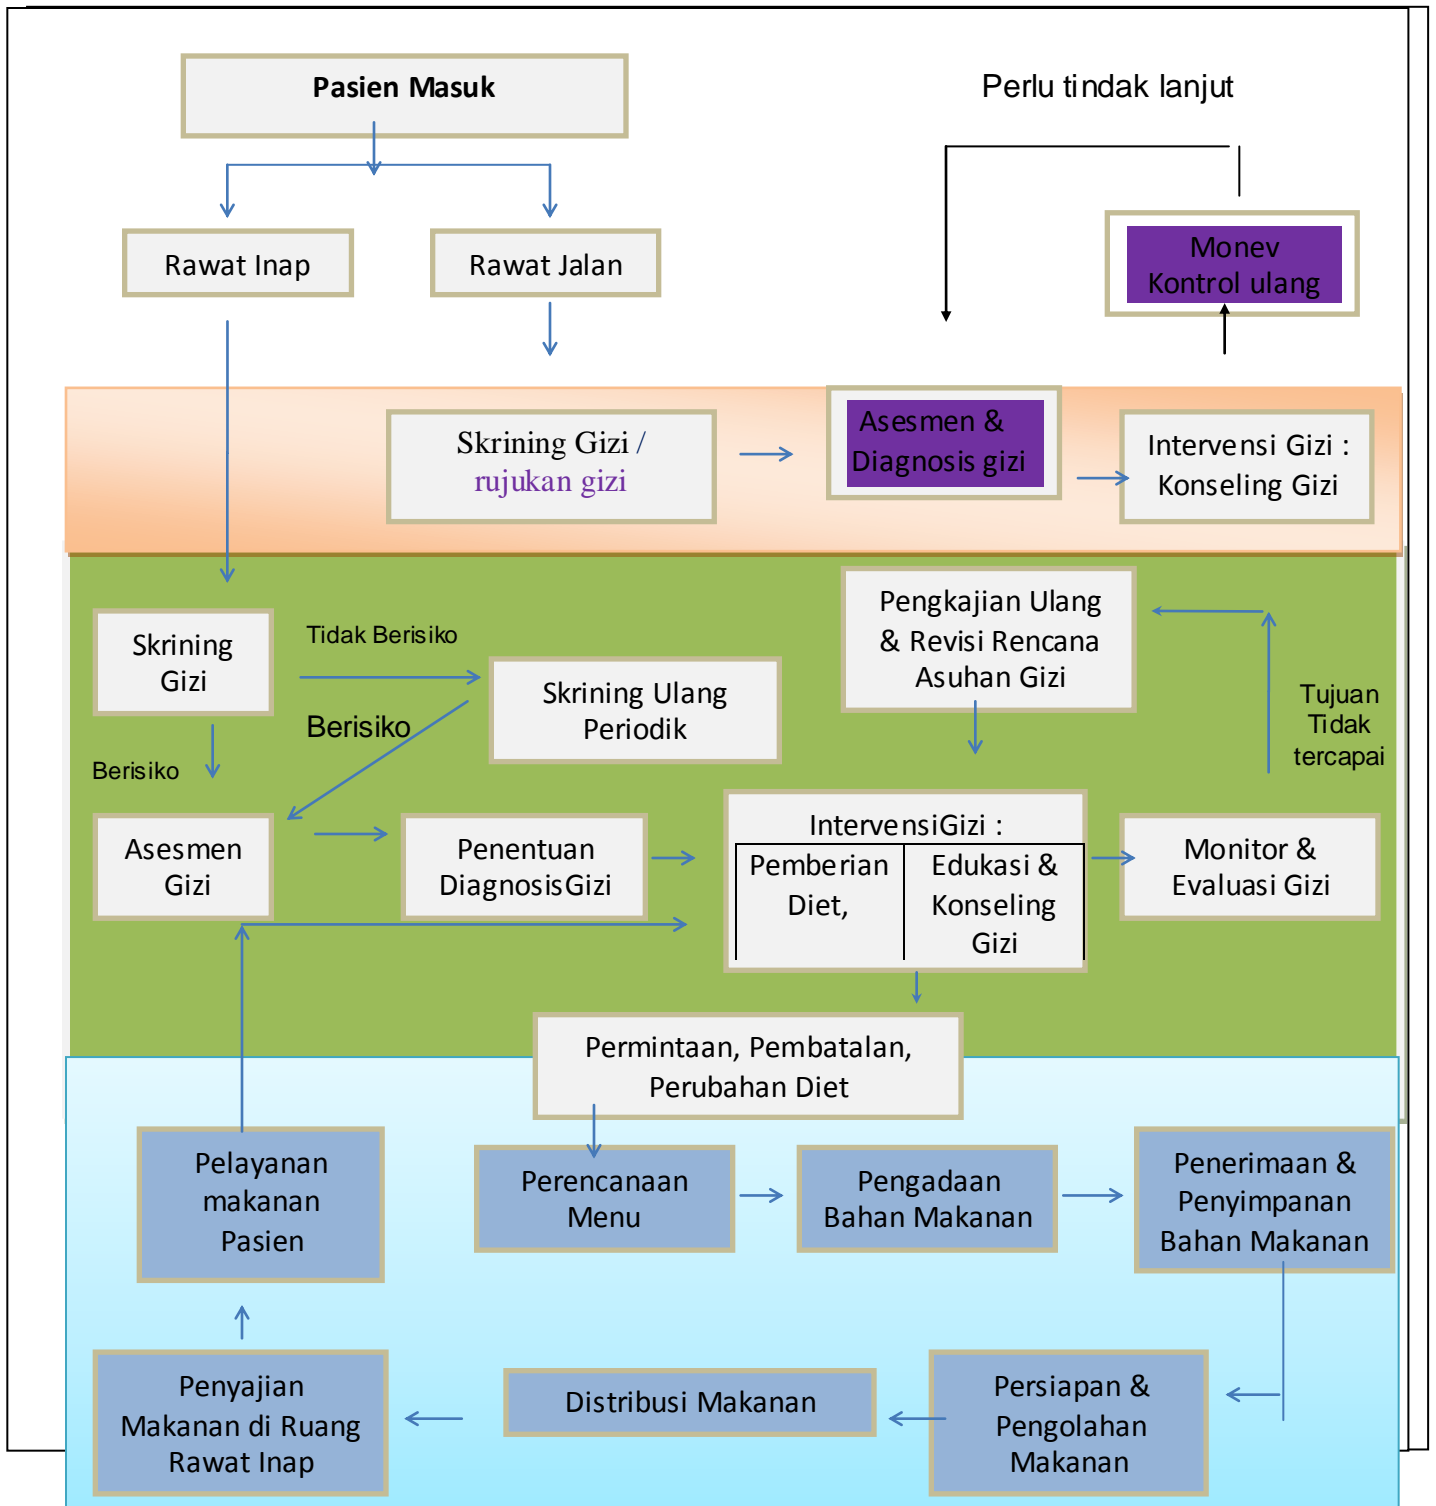 Pasien Masuk
Perlu tindak lanjut
Rawat Inap
Rawat Jalan
Monev
Kontrol ulang
Skrining Gizi /
rujukan gizi
Asesmen &
Diagnosis gizi
Intervensi Gizi :
Konseling Gizi
Skrining
Gizi
Tidak Berisiko
Skrining Ulang
Periodik
Berisiko
Berisiko
Pengkajian Ulang
& Revisi Rencana
Asuhan Gizi
Tujuan
Tidak
tercapai
Asesmen
Gizi
Penentuan
DiagnosisGizi
IntervensiGizi :
Pemberian
Diet,
Edukasi &
Konseling
Gizi
Monitor &
Evaluasi Gizi
Permintaan, Pembatalan,
Perubahan Diet
Pelayanan
makanan
Pasien
Perencanaan
Menu
Pengadaan
Bahan Makanan
Penerimaan &
Penyimpanan
Bahan Makanan
Penyajian
Makanan di Ruang
Rawat Inap
Distribusi Makanan
Persiapan &
Pengolahan
Makanan